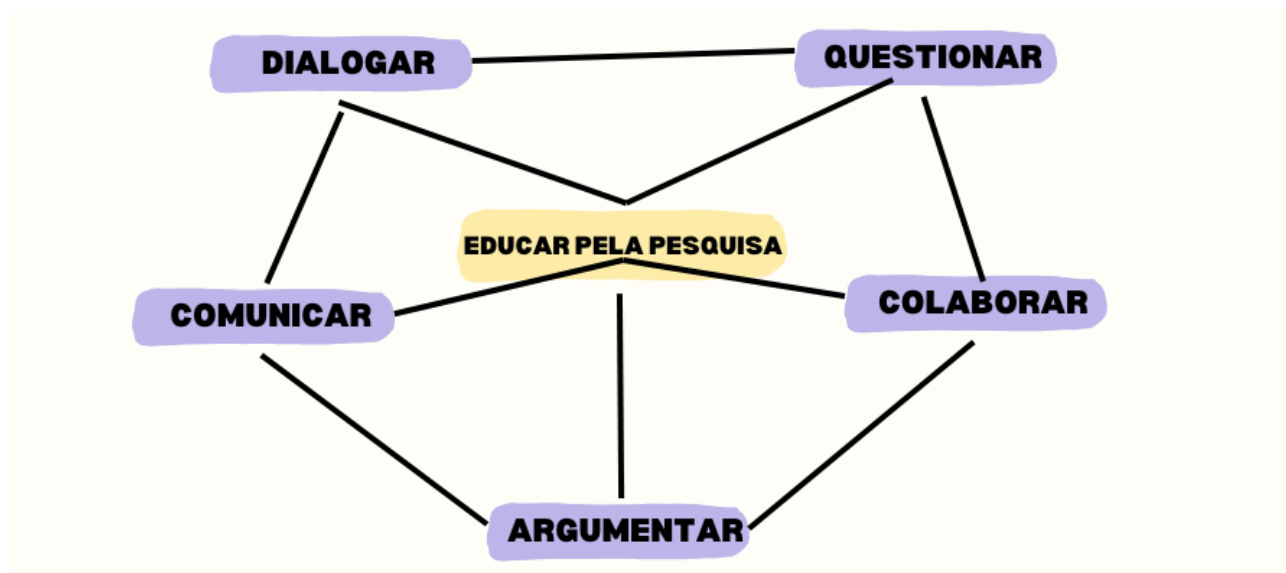 DIALOGAR
QUESTIONAR
EDUCAR PELA PESQUISA
COMUNICAR
COLABORAR
ARGUMENTAR